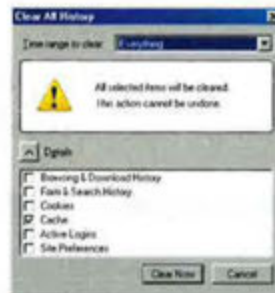 Clear All History
Time range to clear: Everything
All selected items will be cleared.
This action cannot be undone.
Details
Browsing & Download History
Form & Search History
Cookies
Cache
Active Logins
Site Preferences
Clear Now
Cancel